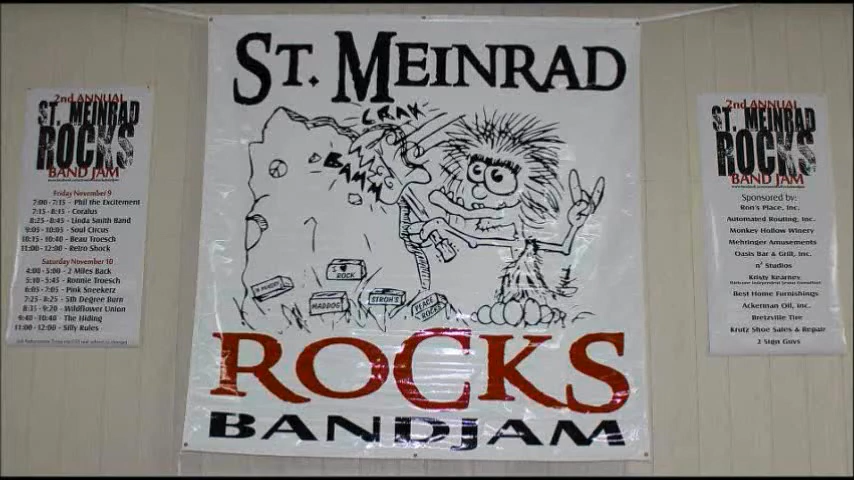 2nd ANNUAL
ST. MEINRAD
ROCKS
BAND JAM
Friday November 9
7:00 - 7:15 - Phil the Excitement
7:15 - 8:15 - Coralus
8:25 - 8:45 - Linda Smith Band
9:05 - 10:05 - Soul Circus
10:15 - 10:40 - Beau Troesch
11:00 - 12:00 - Retro Shock
Saturday November 10
4:00 - 5:00 - 2 Miles Back
5:10 - 5:45 - Ronnie Troesch
6:05 - 7:05 - Pink Sneekerz
7:25 - 8:25 - 5th Degree Burn
8:35 - 9:20 - Wildflower Union
9:40 - 10:40 - The Hiding
11:00 - 12:00 - Silly Rules
ST. MEINRAD
CRAK
BAMM
I ♥
ROCK
MADDOG
STROH'S
PEACE
ROCKS
ROCKS
BANDJAM
2nd ANNUAL
ST. MEINRAD
ROCKS
BAND JAM
Sponsored by:
Ron's Place, Inc.
Automated Routing, Inc.
Monkey Hollow Winery
Mehringer Amusements
Oasis Bar & Grill, Inc.
n² Studios
Kristy Kearney
Best Home Furnishings
Ackerman Oil, Inc.
Bretzville Tire
Krutz Shoe Sales & Repair
2 Sign Guys